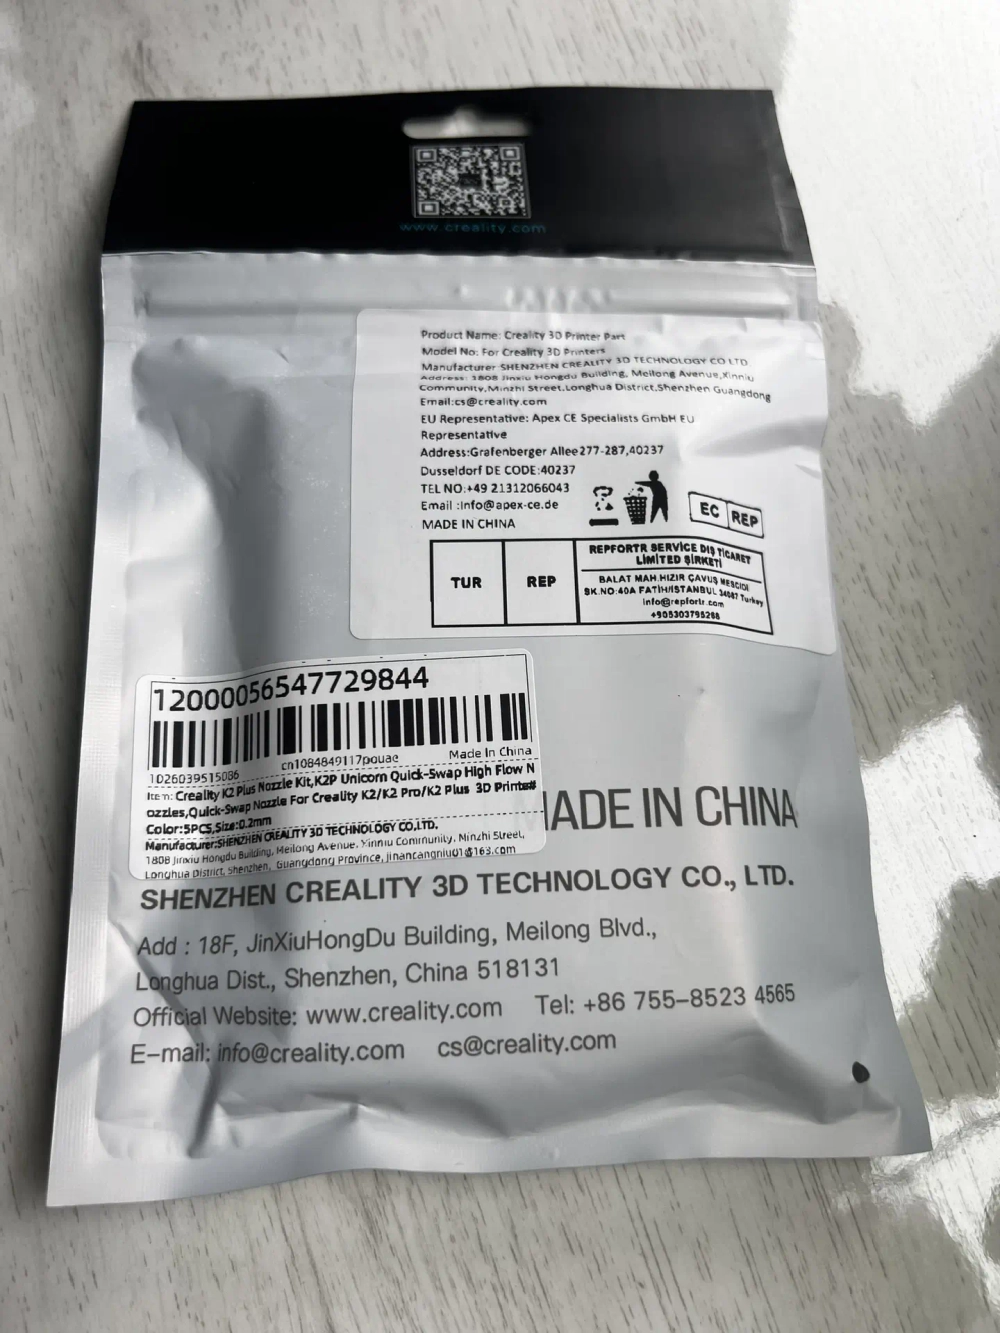 www.creality.com
Product Name: Creality 3D Printer Part
Model No: For Creality 3D Printers
Manufacturer SHENZHEN CREALITY 3D TECHNOLOGY CO LTD
Address: 1808 Jinxiu Hongdu Building, Meilong Avenue,Xinniu
Community,Minzhi Street.Longhua District,Shenzhen Guangdong
Email:cs@creality.com
EU Representative: Apex CE Specialists GmbH EU
Representative
Address:Grafenberger Allee277-287,40237
Dusseldorf DE CODE:40237
TEL NO:+49 21312066043
Email :Info@apex-ce.de
MADE IN CHINA
EC REP
TUR REP
REPFORTR SERVİCE DIŞ TİCARET
LİMİTED ŞİRKETİ
BALAT MAH.HIZIR ÇAVUŞ MESCIDI
SK.NO:40A FATİH/İSTANBUL 34087 Turkey
info@repfortr.com
+905303795288
12000056547729844
1026039515086 cn1084849117pouae Made In China
Item: Creality K2 Plus Nozzle Kit,K2P Unicorn Quick-Swap High Flow N
ozzles,Quick-Swap Nozzle For Creality K2/K2 Pro/K2 Plus 3D Printe#
Color:5PCS,Size:0.2mm
Manufacturer:SHENZHEN CREALITY 3D TECHNOLOGY CO,LTD.
1808 Jinxiu Hongdu Building, Meilong Avenue. Xinniu Community, Minzhi Street,
Longhua District, Shenzhen, Guangdong Province, jinancangniu01@163.com
MADE IN CHINA
SHENZHEN CREALITY 3D TECHNOLOGY CO., LTD.
Add : 18F, JinXiuHongDu Building, Meilong Blvd.,
Longhua Dist., Shenzhen, China 518131
Official Website: www.creality.com Tel: +86 755-8523 4565
E-mail: info@creality.com cs@creality.com